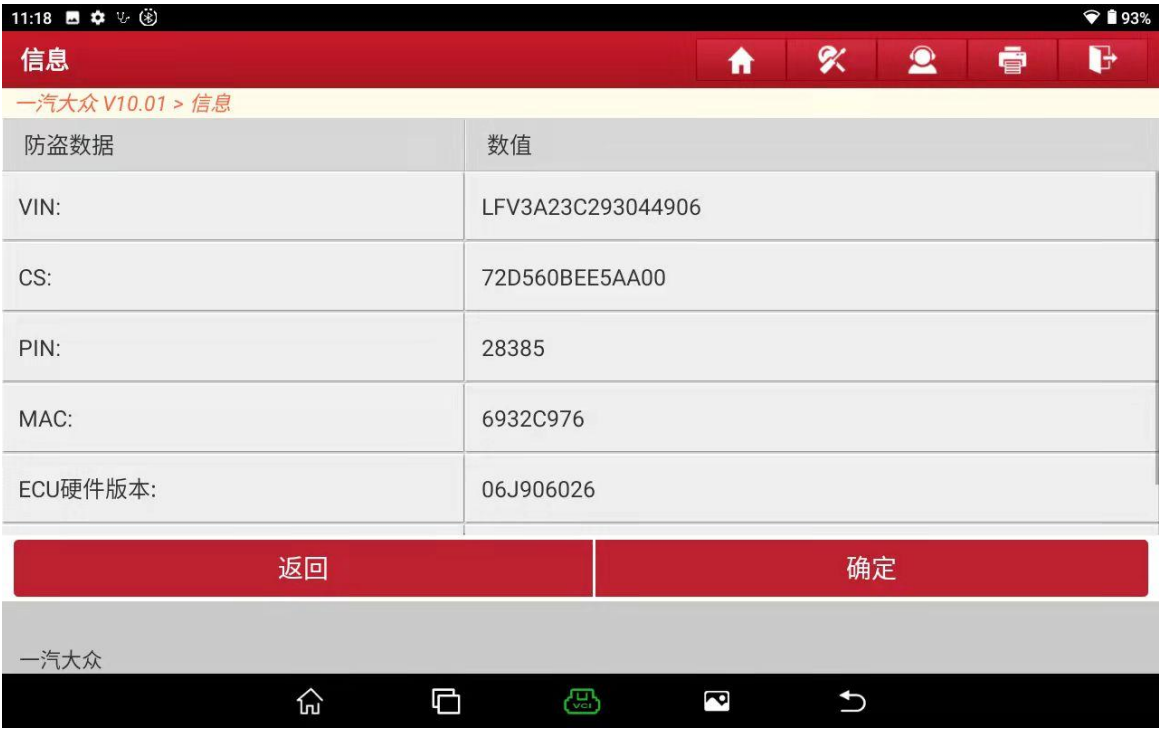 11:18 93%
信息
一汽大众 V10.01 > 信息
防盗数据 数值
VIN: LFV3A23C293044906
CS: 72D560BEE5AA00
PIN: 28385
MAC: 6932C976
ECU硬件版本: 06J906026
返回 确定
一汽大众
VCI